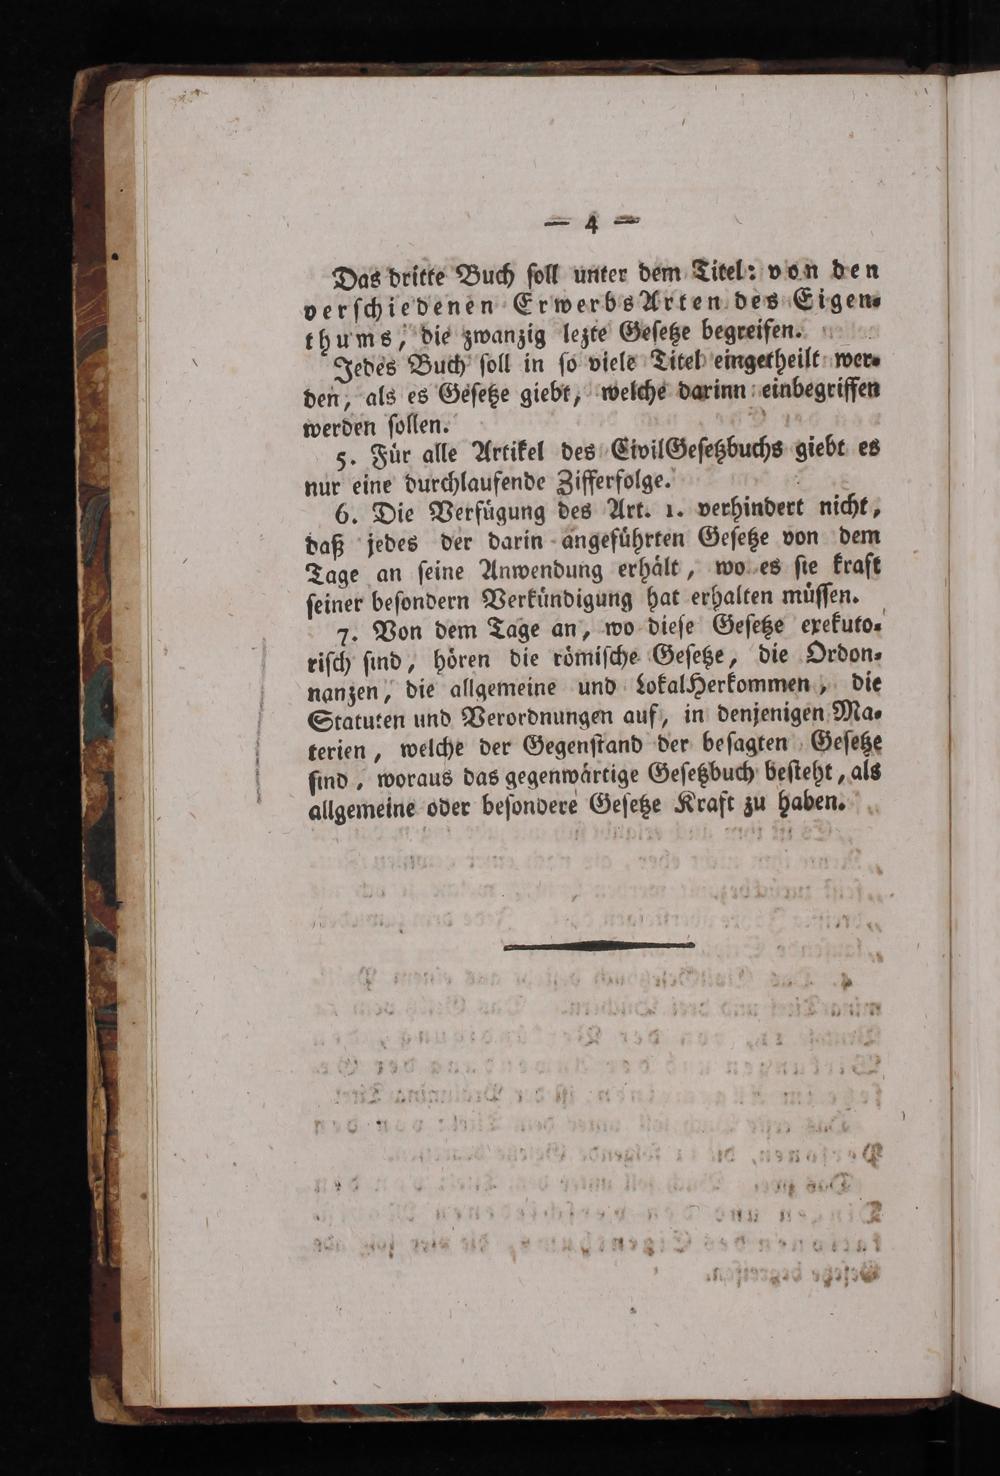 — 4 —
Das dritte Buch ſoll unter dem Titel: von den
verſchiedenen ErwerbsArten des Eigen-
thums, die zwanzig lezte Geſetze begreifen.
Jedes Buch ſoll in ſo viele Titel eingetheilt wer-
den, als es Geſetze giebt, welche darinn einbegriffen
werden ſollen.
5. Für alle Artikel des CivilGeſetzbuchs giebt es
nur eine durchlaufende Zifferfolge.
6. Die Verfügung des Art. 1. verhindert nicht,
daß jedes der darin angeführten Geſetze von dem
Tage an ſeine Anwendung erhält, wo es ſie kraft
ſeiner beſondern Verkündigung hat erhalten müſſen.
7. Von dem Tage an, wo dieſe Geſetze exekuto-
riſch ſind, hören die römiſche Geſetze, die Ordon-
nanzen, die allgemeine und LokalHerkommen, die
Statuten und Verordnungen auf, in denjenigen Ma-
terien, welche der Gegenſtand der beſagten Geſetze
ſind, woraus das gegenwärtige Geſetzbuch beſteht, als
allgemeine oder beſondere Geſetze Kraft zu haben.